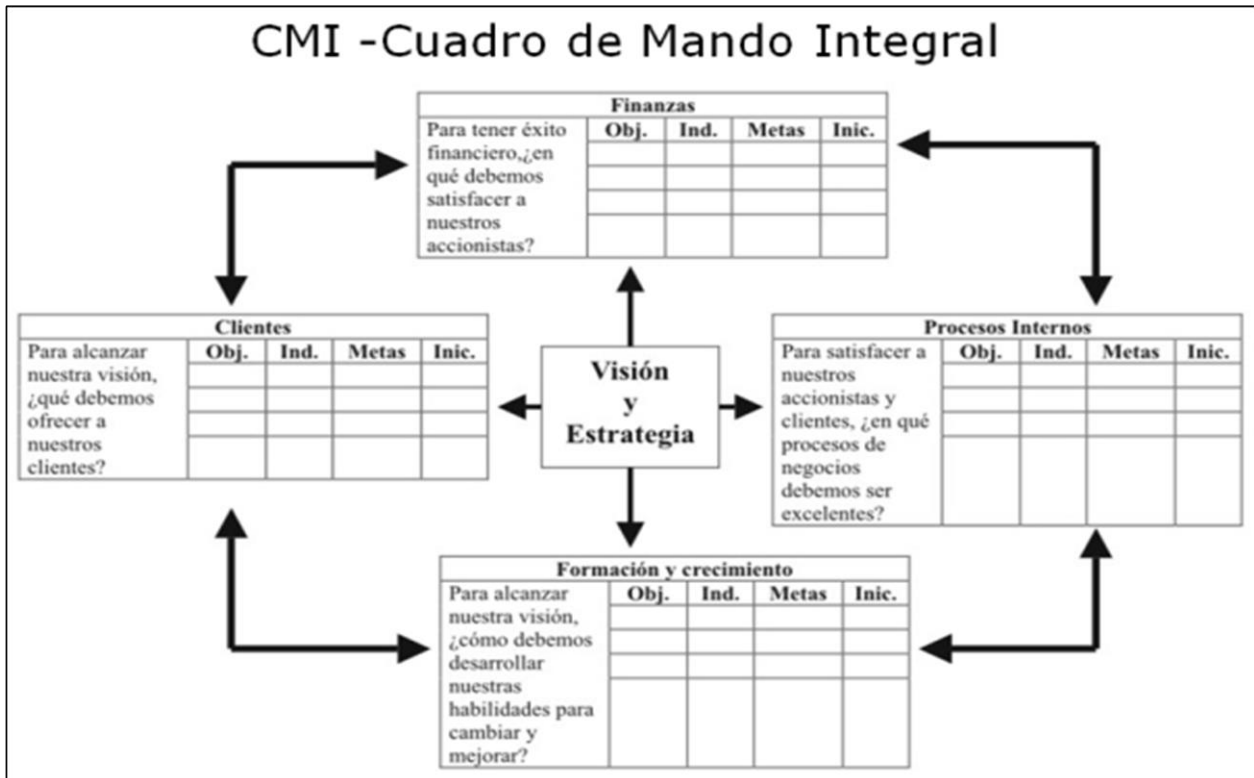 CMI -Cuadro de Mando Integral
Finanzas
Para tener éxito
financiero,¿en
qué debemos
satisfacer a
nuestros
accionistas?
Obj. Ind. Metas Inic.
Clientes
Para alcanzar
nuestra visión,
¿qué debemos
ofrecer a
nuestros
clientes?
Obj. Ind. Metas Inic.
Visión
y
Estrategia
Procesos Internos
Para satisfacer a
nuestros
accionistas y
clientes, ¿en qué
procesos de
negocios
debemos ser
excelentes?
Obj. Ind. Metas Inic.
Formación y crecimiento
Para alcanzar
nuestra visión,
¿cómo debemos
desarrollar
nuestras
habilidades para
cambiar y
mejorar?
Obj. Ind. Metas Inic.